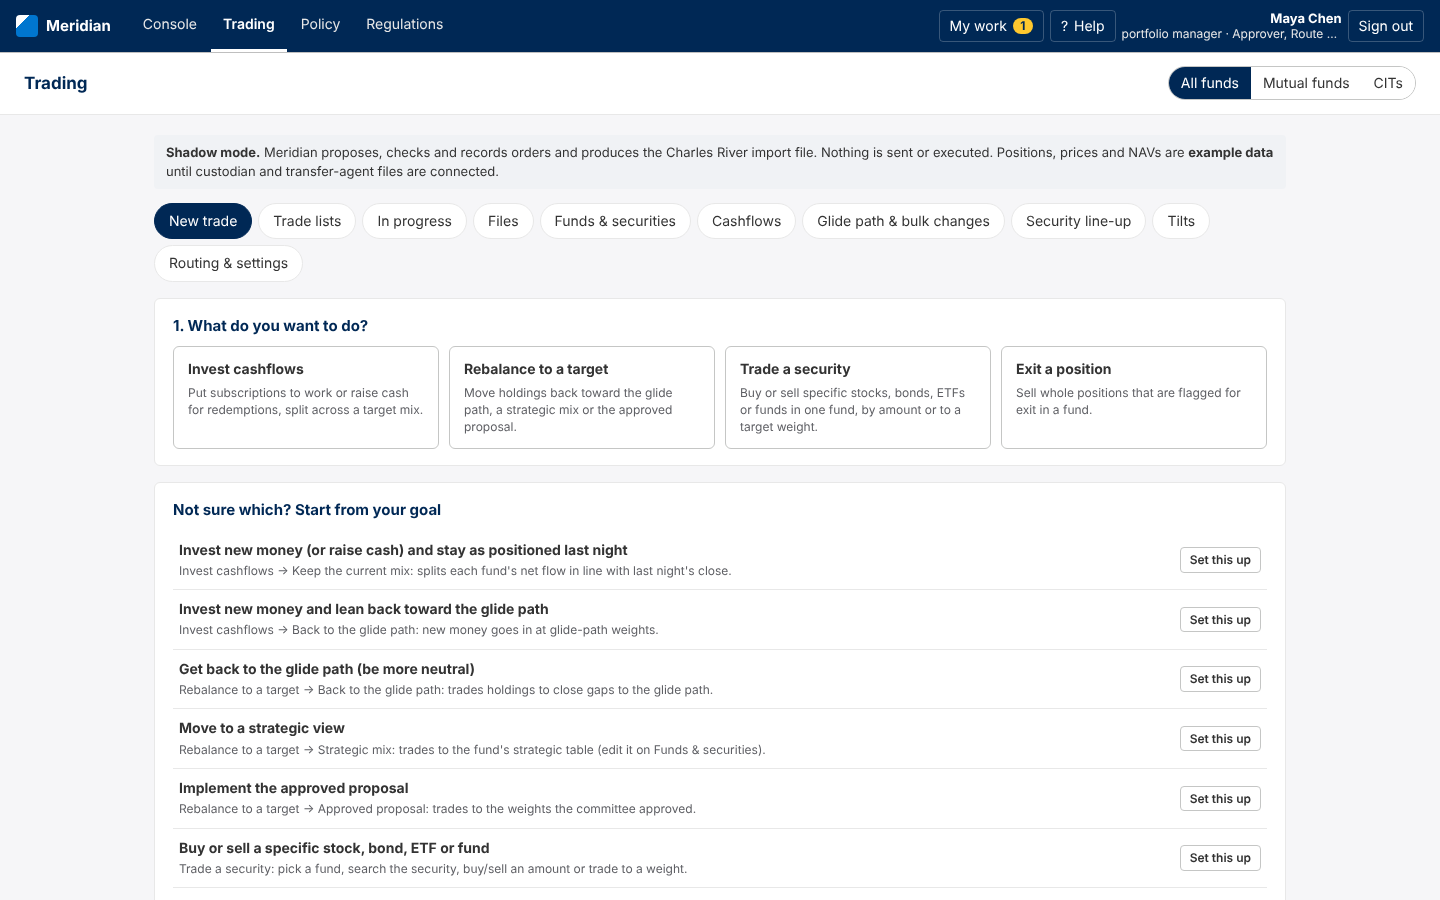 Meridian
Console
Trading
Policy
Regulations
My work 1
? Help
Maya Chen
portfolio manager · Approver, Route ...
Sign out
Trading
All funds
Mutual funds
CITs
Shadow mode. Meridian proposes, checks and records orders and produces the Charles River import file. Nothing is sent or executed. Positions, prices and NAVs are example data
until custodian and transfer-agent files are connected.
New trade
Trade lists
In progress
Files
Funds & securities
Cashflows
Glide path & bulk changes
Security line-up
Tilts
Routing & settings
1. What do you want to do?
Invest cashflows
Put subscriptions to work or raise cash
for redemptions, split across a target mix.
Rebalance to a target
Move holdings back toward the glide
path, a strategic mix or the approved
proposal.
Trade a security
Buy or sell specific stocks, bonds, ETFs
or funds in one fund, by amount or to a
target weight.
Exit a position
Sell whole positions that are flagged for
exit in a fund.
Not sure which? Start from your goal
Invest new money (or raise cash) and stay as positioned last night
Invest cashflows → Keep the current mix: splits each fund's net flow in line with last night's close.
Set this up
Invest new money and lean back toward the glide path
Invest cashflows → Back to the glide path: new money goes in at glide-path weights.
Set this up
Get back to the glide path (be more neutral)
Rebalance to a target → Back to the glide path: trades holdings to close gaps to the glide path.
Set this up
Move to a strategic view
Rebalance to a target → Strategic mix: trades to the fund's strategic table (edit it on Funds & securities).
Set this up
Implement the approved proposal
Rebalance to a target → Approved proposal: trades to the weights the committee approved.
Set this up
Buy or sell a specific stock, bond, ETF or fund
Trade a security: pick a fund, search the security, buy/sell an amount or trade to a weight.
Set this up